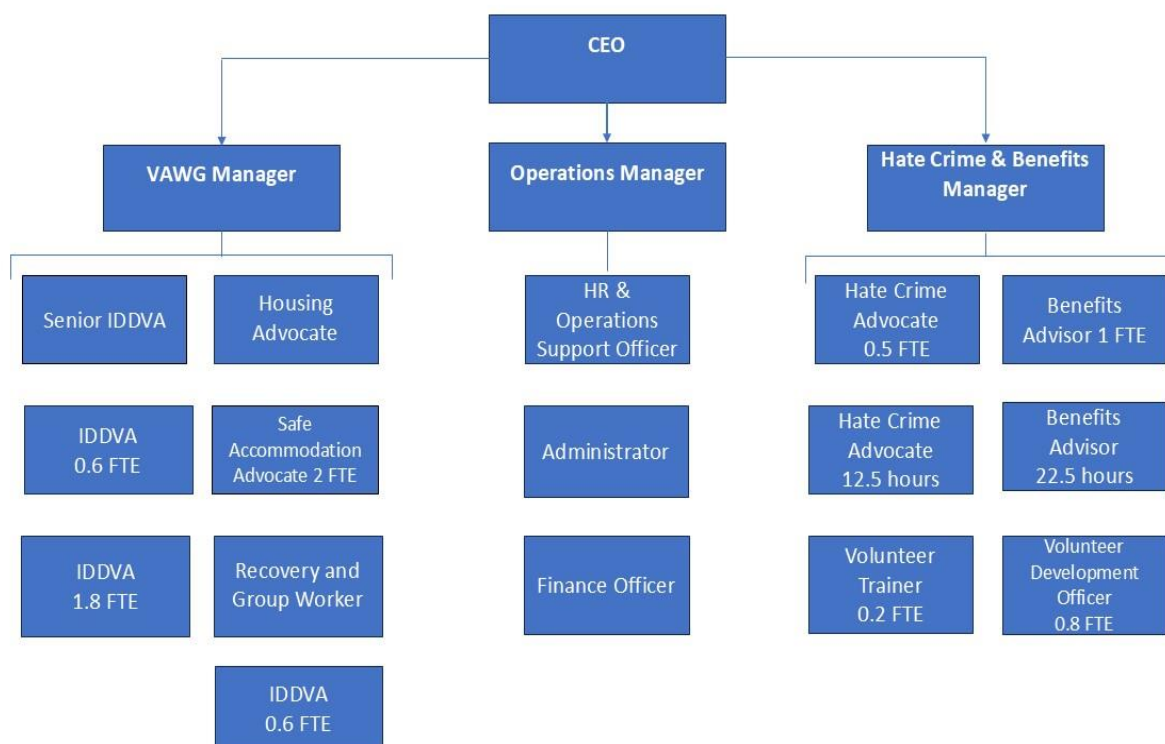 CEO
VAWG Manager
Operations Manager
Hate Crime & Benefits
Manager
Senior IDDVA
Housing
Advocate
HR &
Operations
Support Officer
Hate Crime
Advocate
0.5 FTE
Benefits
Advisor 1 FTE
IDDVA
0.6 FTE
Safe
Accommodation
Advocate 2 FTE
Administrator
Hate Crime
Advocate
12.5 hours
Benefits
Advisor
22.5 hours
IDDVA
1.8 FTE
Recovery and
Group Worker
Finance Officer
Volunteer
Trainer
0.2 FTE
Volunteer
Development
Officer
0.8 FTE
IDDVA
0.6 FTE